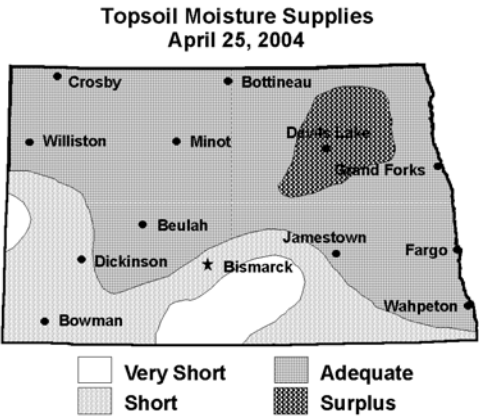 Topsoil Moisture Supplies
April 25, 2004
Crosby
Bottineau
Devils Lake
Williston
Minot
Grand Forks
Beulah
Jamestown
Fargo
Dickinson
Bismarck
Wahpeton
Bowman
Very Short
Adequate
Short
Surplus